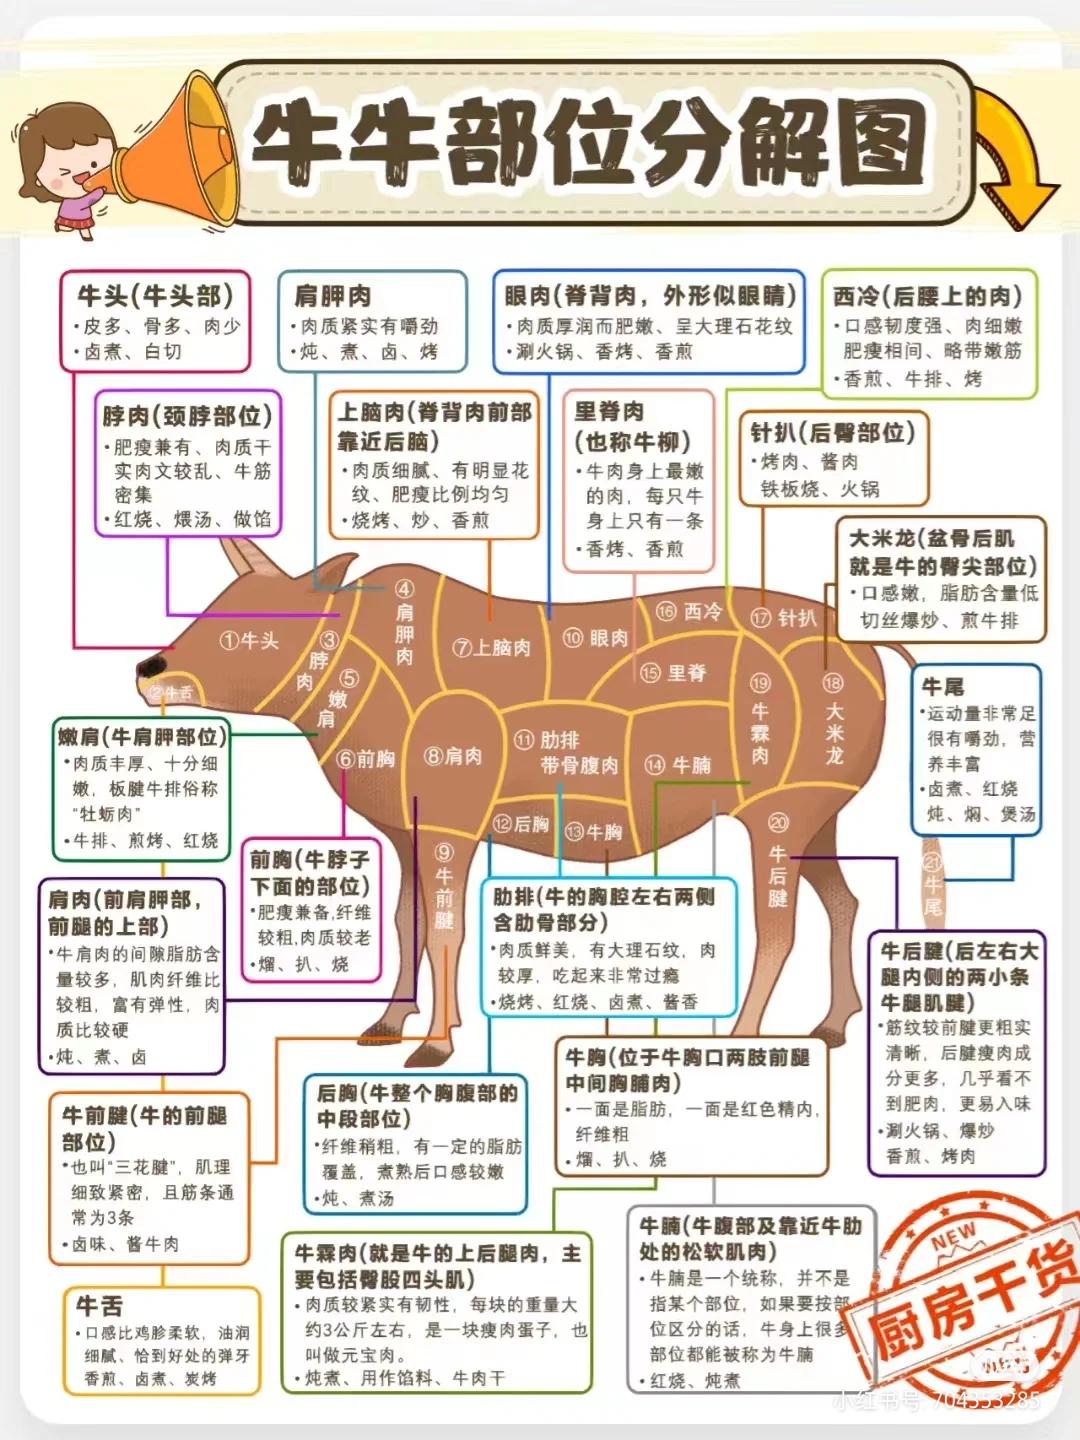 牛牛部位分解图
牛头(牛头部)
·皮多、骨多、肉少
·卤煮、白切
肩胛肉
·肉质紧实有嚼劲
·炖、煮、卤、烤
眼肉(脊背肉，外形似眼睛)
·肉质厚润而肥嫩、呈大理石花纹
·涮火锅、香烤、香煎
西冷(后腰上的肉)
·口感韧度强、肉细嫩
肥瘦相间、略带嫩筋
·香煎、牛排、烤
脖肉(颈脖部位)
·肥瘦兼有、肉质干
实肉文较乱、牛筋
密集
·红烧、煨汤、做馅
上脑肉(脊背肉前部
靠近后脑)
·肉质细腻、有明显花
纹、肥瘦比例均匀
·烧烤、炒、香煎
里脊肉
(也称牛柳)
·牛肉身上最嫩
的肉，每只牛
身上只有一条
·香烤、香煎
针扒(后臀部位)
·烤肉、酱肉
铁板烧、火锅
大米龙(盆骨后肌
就是牛的臀尖部位)
·口感嫩，脂肪含量低
切丝爆炒、煎牛排
①牛头
②牛舌
③脖肉
④肩胛肉
⑤嫩肩
⑥前胸
⑦上脑肉
⑧肩肉
⑨牛前腱
⑩眼肉
⑪肋排
带骨腹肉
⑫后胸
⑬牛胸
⑭牛腩
⑮里脊
⑯西冷
⑰针扒
⑱大米龙
⑲牛霖肉
⑳牛后腱
㉑牛尾
牛尾
·运动量非常足
很有嚼劲，营
养丰富
·卤煮、红烧
炖、焖、煲汤
嫩肩(牛肩胛部位)
·肉质丰厚、十分细
嫩，板腱牛排俗称
“牡蛎肉”
·牛排、煎烤、红烧
前胸(牛脖子
下面的部位)
·肥瘦兼备,纤维
较粗,肉质较老
·熘、扒、烧
肩肉(前肩胛部，
前腿的上部)
·牛肩肉的间隙脂肪含
量较多，肌肉纤维比
较粗，富有弹性，肉
质比较硬
·炖、煮、卤
肋排(牛的胸腔左右两侧
含肋骨部分)
·肉质鲜美，有大理石纹，肉
较厚，吃起来非常过瘾
·烧烤、红烧、卤煮、酱香
牛后腱(后左右大
腿内侧的两小条
牛腿肌腱)
·筋纹较前腱更粗实
清晰，后腱瘦肉成
分更多，几乎看不
到肥肉，更易入味
·涮火锅、爆炒
香煎、烤肉
牛前腱(牛的前腿
部位)
·也叫“三花腱”，肌理
细致紧密，且筋条通
常为3条
·卤味、酱牛肉
后胸(牛整个胸腹部的
中段部位)
·纤维稍粗，有一定的脂肪
覆盖，煮熟后口感较嫩
·炖、煮汤
牛胸(位于牛胸口两肢前腿
中间胸脯肉)
·一面是脂肪，一面是红色精内，
纤维粗
·熘、扒、烧
牛霖肉(就是牛的上后腿肉，主
要包括臀股四头肌)
·肉质较紧实有韧性，每块的重量大
约3公斤左右，是一块瘦肉蛋子，也
叫做元宝肉。
·炖煮、用作馅料、牛肉干
牛腩(牛腹部及靠近牛肋
处的松软肌肉)
·牛腩是一个统称，并不是
指某个部位，如果要按部
位区分的话，牛身上很多
部位都能被称为牛腩
·红烧、炖煮
牛舌
·口感比鸡胗柔软，油润
细腻、恰到好处的弹牙
香煎、卤煮、炭烤
NEW
厨房干货
小红书
小红书号: 704353285